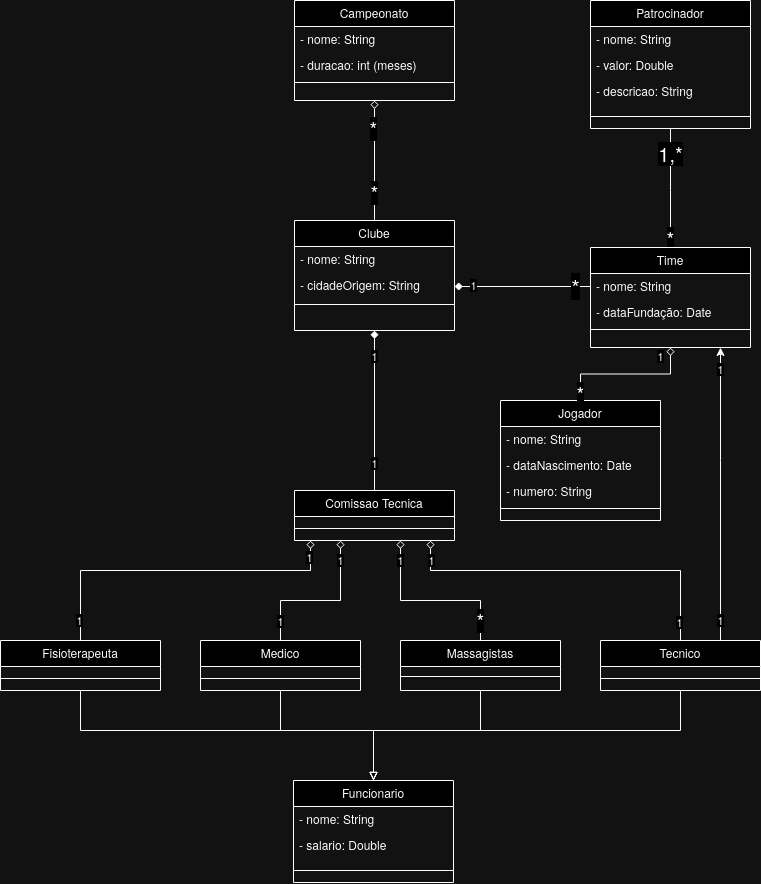 Campeonato
- nome: String
- duracao: int (meses)
*
*
Patrocinador
- nome: String
- valor: Double
- descricao: String
1,*
*
Clube
- nome: String
- cidadeOrigem: String
1
*
Time
- nome: String
- dataFundação: Date
1
1
1
*
Jogador
- nome: String
- dataNascimento: Date
- numero: String
1
Comissao Tecnica
1
1
1
1
1
1
*
1
1
Fisioterapeuta
Medico
Massagistas
Tecnico
Funcionario
- nome: String
- salario: Double